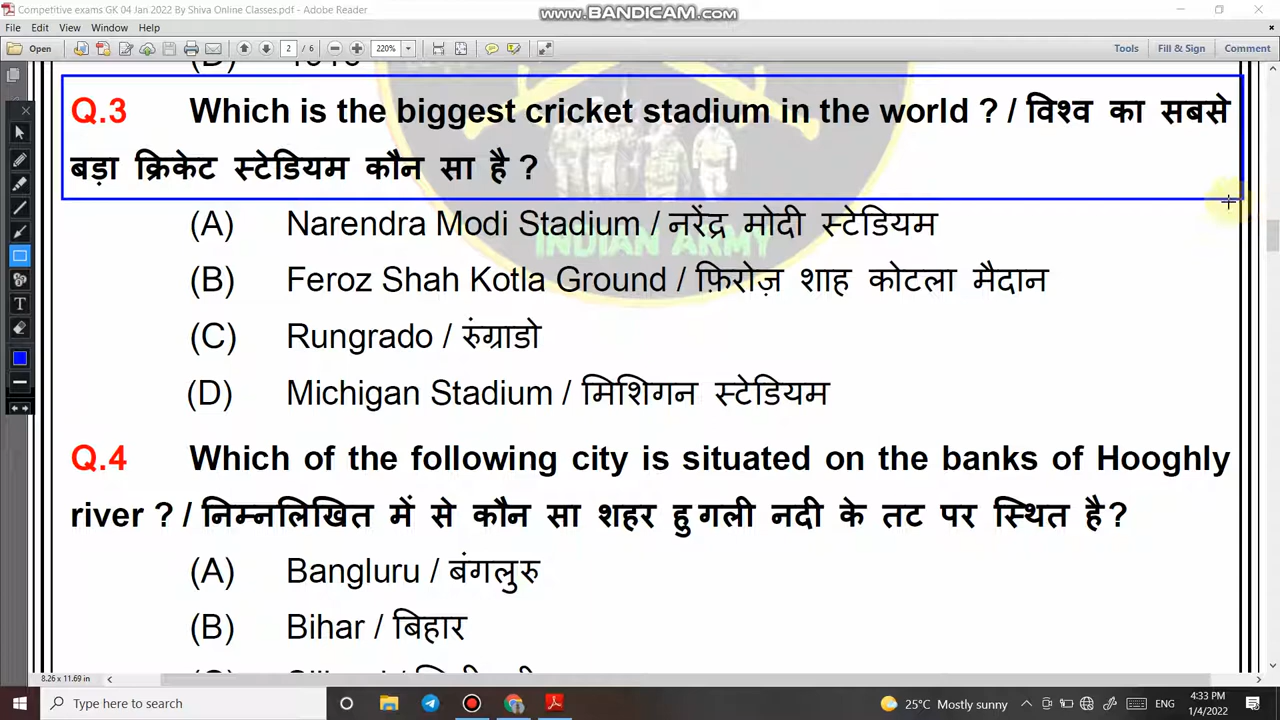 Competitive exams GK 04 Jan 2022 By Shiva Online Classes.pdf - Adobe Reader
www.BANDICAM.com
File Edit View Window Help
Open 2 / 6 220% Tools Fill & Sign Comment
Q.3 Which is the biggest cricket stadium in the world ? / विश्व का सबसे
बड़ा क्रिकेट स्टेडियम कौन सा है ?
(A) Narendra Modi Stadium / नरेंद्र मोदी स्टेडियम
INDIAN ARMY
(B) Feroz Shah Kotla Ground / फ़िरोज़ शाह कोटला मैदान
(C) Rungrado / रुंग्राडो
(D) Michigan Stadium / मिशिगन स्टेडियम
Q.4 Which of the following city is situated on the banks of Hooghly
river ? / निम्नलिखित में से कौन सा शहर हुगली नदी के तट पर स्थित है?
(A) Bangluru / बंगलुरु
(B) Bihar / बिहार
8.26 x 11.69 in
Type here to search
25°C Mostly sunny
ENG
4:33 PM
1/4/2022